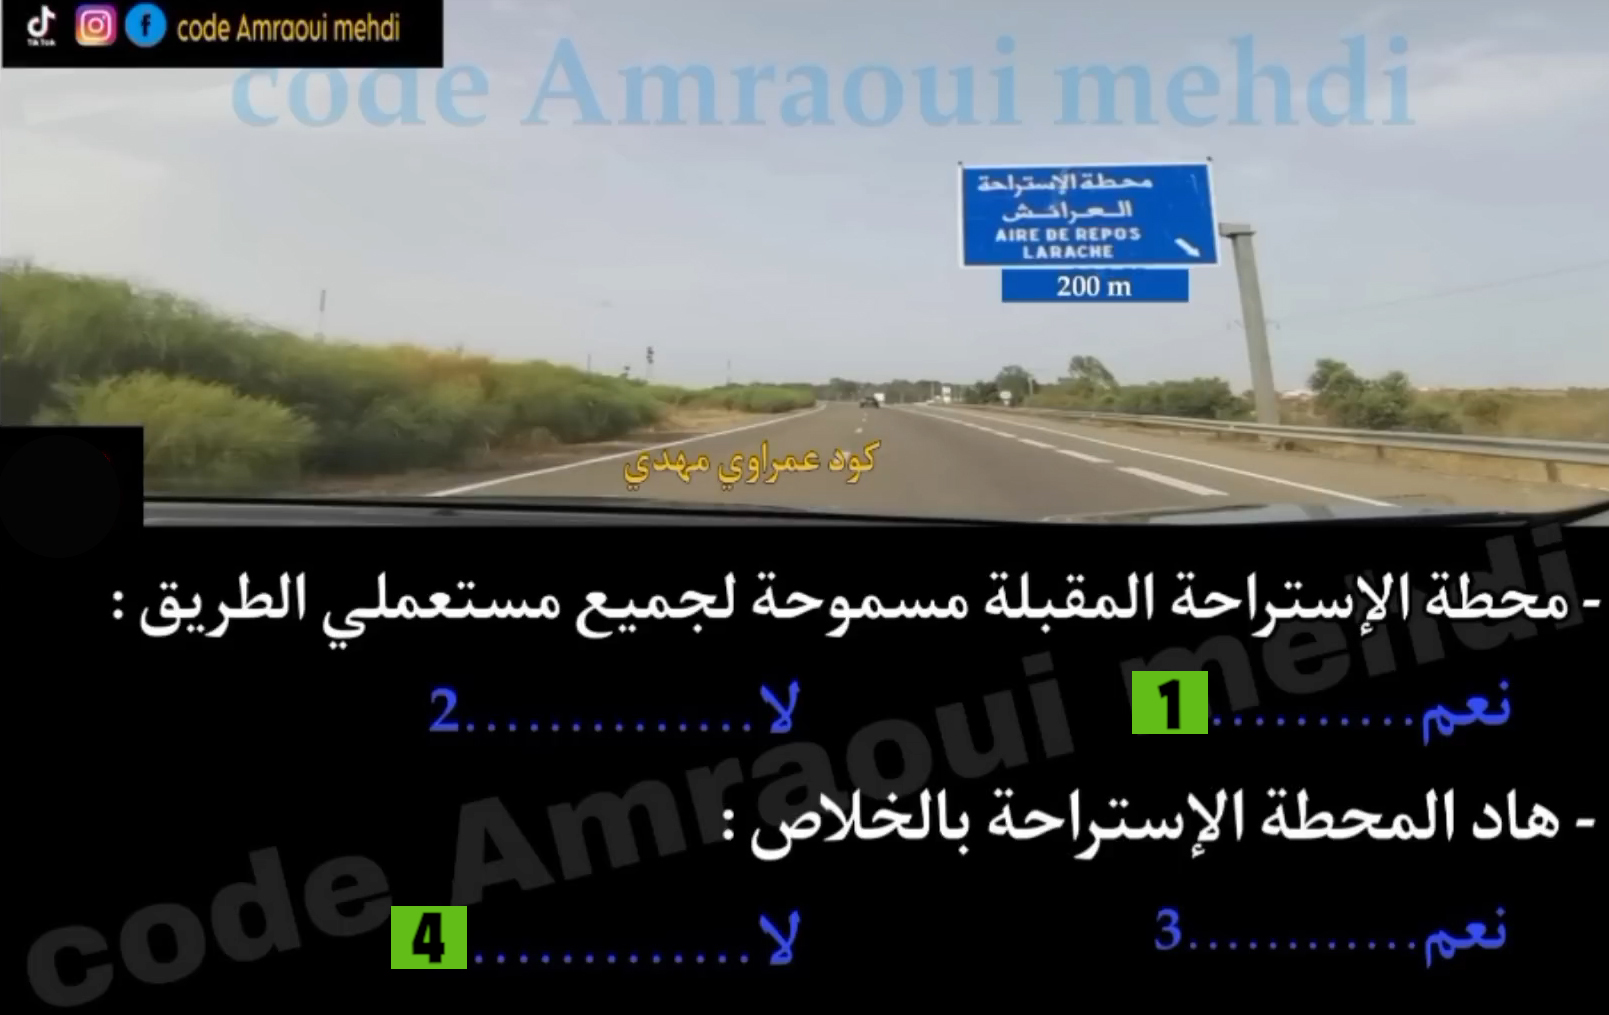 TikTok
code Amraoui mehdi
code Amraoui mehdi
محطة الإستراحة
العرائش
AIRE DE REPOS
LARACHE
200 m
كود عمراوي مهدي
- محطة الإستراحة المقبلة مسموحة لجميع مستعملي الطريق :
نعم..........1 لا.............2
- هاد المحطة الإستراحة بالخلاص :
نعم............3 لا.............4
code Amraoui mehdi